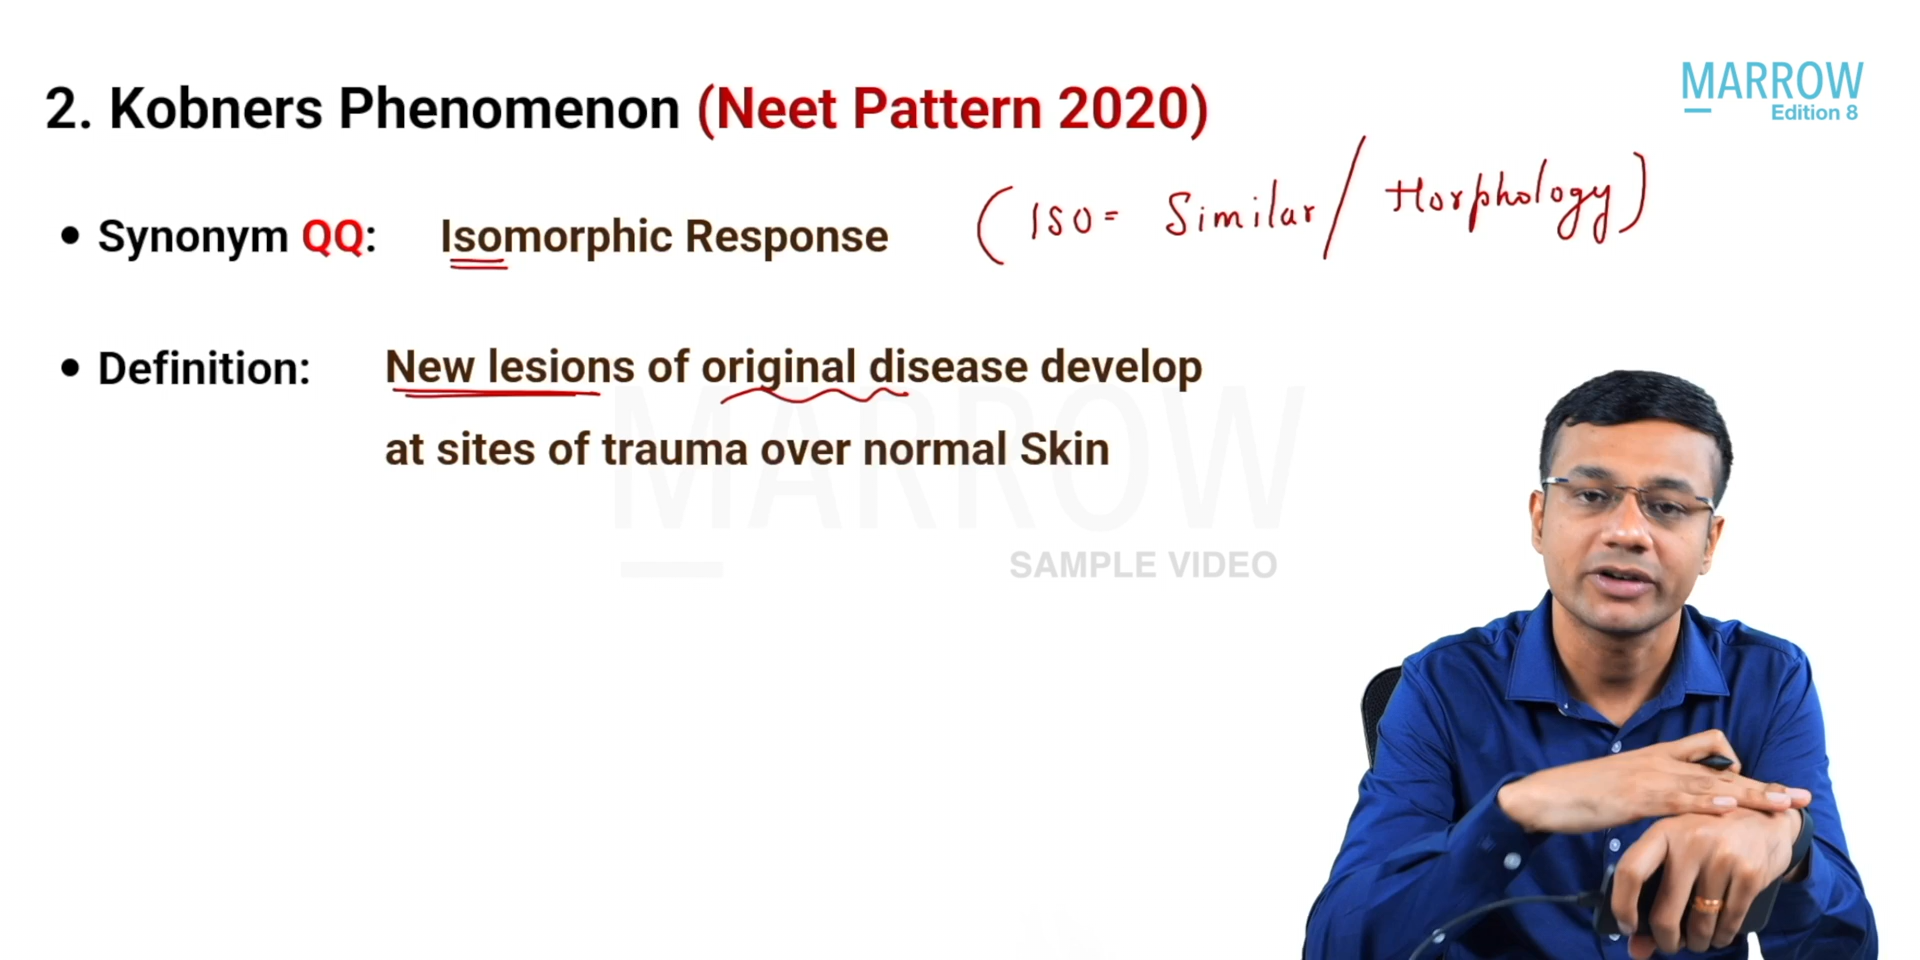 MARROW
Edition 8
2. Kobners Phenomenon (Neet Pattern 2020)
• Synonym QQ: Isomorphic Response (ISO = Similar / Morphology)
• Definition: New lesions of original disease develop
at sites of trauma over normal Skin
MARROW
SAMPLE VIDEO